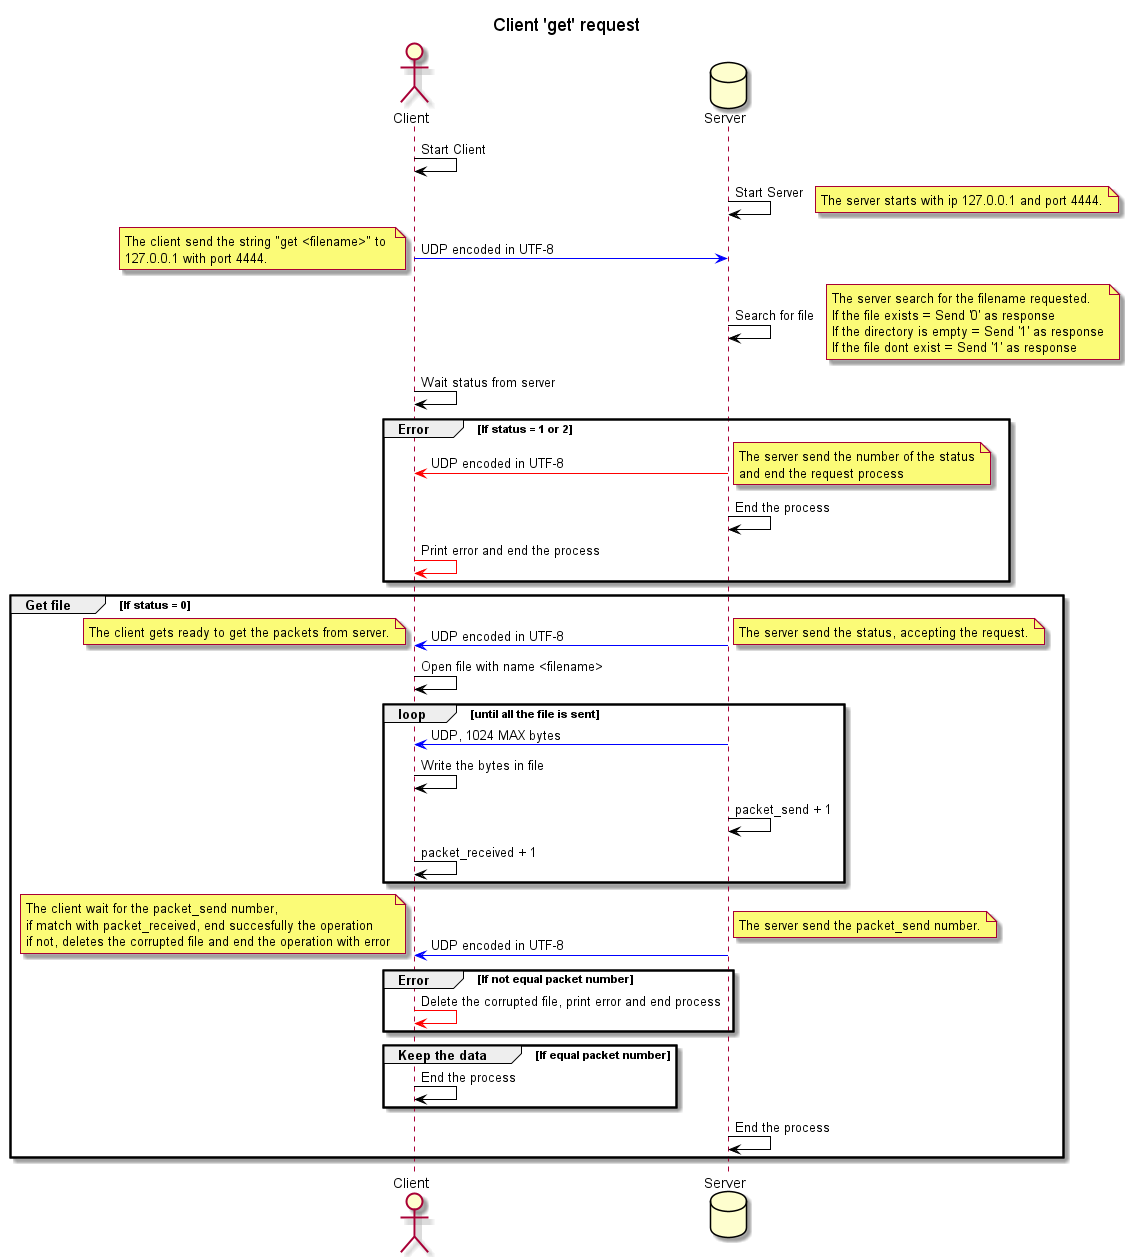 Client 'get' request
Client
Server
Start Client
Start Server
The server starts with ip 127.0.0.1 and port 4444.
The client send the string "get <filename>" to
127.0.0.1 with port 4444.
UDP encoded in UTF-8
Search for file
The server search for the filename requested.
If the file exists = Send '0' as response
If the directory is empty = Send '1' as response
If the file dont exist = Send '1' as response
Wait status from server
Error
[If status = 1 or 2]
UDP encoded in UTF-8
The server send the number of the status
and end the request process
End the process
Print error and end the process
Get file
[If status = 0]
The client gets ready to get the packets from server.
UDP encoded in UTF-8
The server send the status, accepting the request.
Open file with name <filename>
loop
[until all the file is sent]
UDP, 1024 MAX bytes
Write the bytes in file
packet_send + 1
packet_received + 1
The client wait for the packet_send number,
if match with packet_received, end succesfully the operation
if not, deletes the corrupted file and end the operation with error
UDP encoded in UTF-8
The server send the packet_send number.
Error
[If not equal packet number]
Delete the corrupted file, print error and end process
Keep the data
[If equal packet number]
End the process
End the process
Client
Server